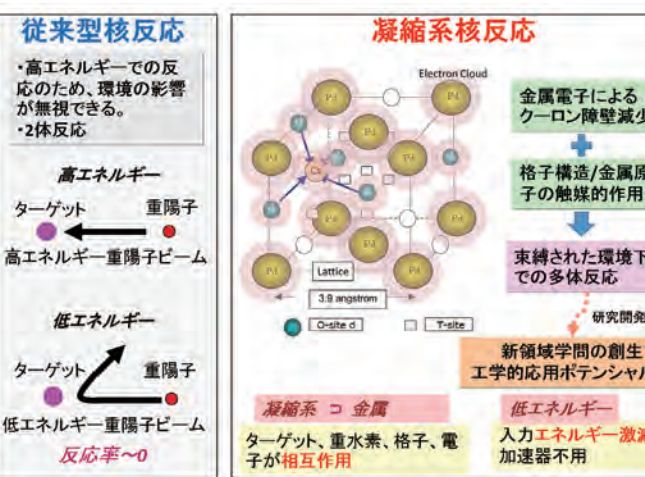 従来型核反応
・高エネルギーでの反
応のため、環境の影響
が無視できる。
・2体反応
高エネルギー
ターゲット
重陽子
高エネルギー重陽子ビーム
低エネルギー
ターゲット
重陽子
低エネルギー重陽子ビーム
反応率~0
凝縮系核反応
Electron Cloud
Pd
Pd
Pd
Pd
Pd
Pd
Pd
Pd
Pd
Pd
Lattice
3.9 angstrom
O-site d
T-site
金属電子による
クーロン障壁減少
格子構造/金属原
子の触媒的作用
束縛された環境下
での多体反応
研究開発
新領域学問の創生
工学的応用ポテンシャル
凝縮系 ⊃ 金属
ターゲット、重水素、格子、電
子が相互作用
低エネルギー
入力エネルギー激減
加速器不用